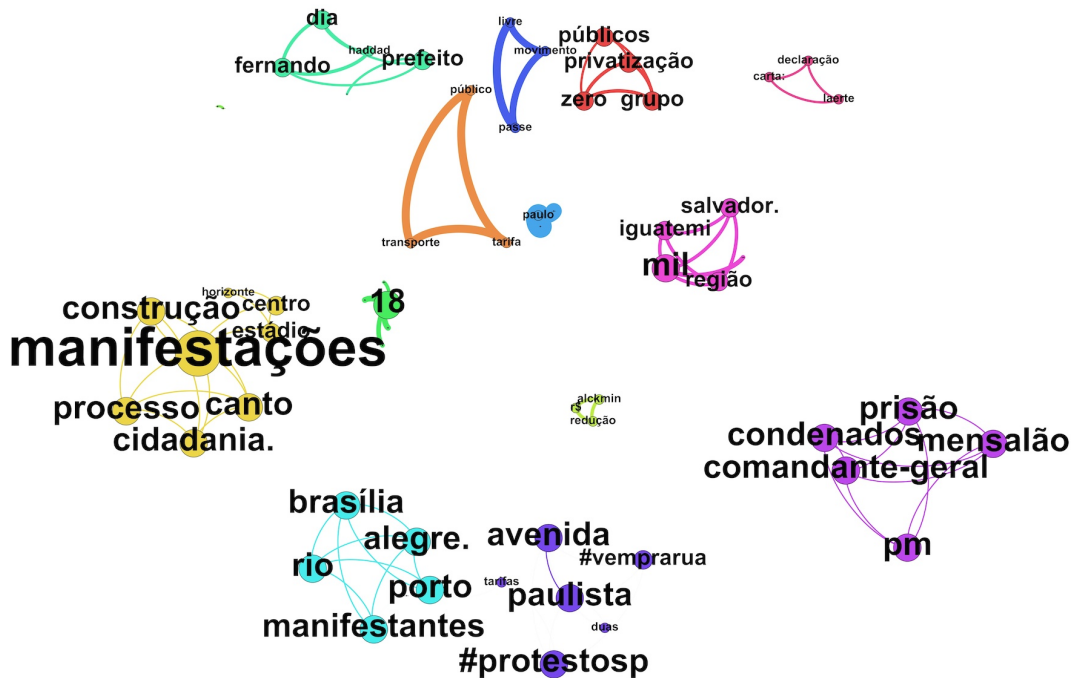 dia
haddad
fernando
prefeito
livre
movimento
passe
públicos
privatização
zero
grupo
declaração
carta:
laerte
público
transporte
tarifa
paulo
salvador.
iguatemi
mil
região
18
horizonte
construção
centro
estádio
manifestações
processo
canto
cidadania.
alckmin
r$
redução
prisão
condenados
mensalão
comandante-geral
pm
brasília
alegre.
rio
porto
manifestantes
avenida
#vemprarua
tarifas
paulista
duas
#protestosp